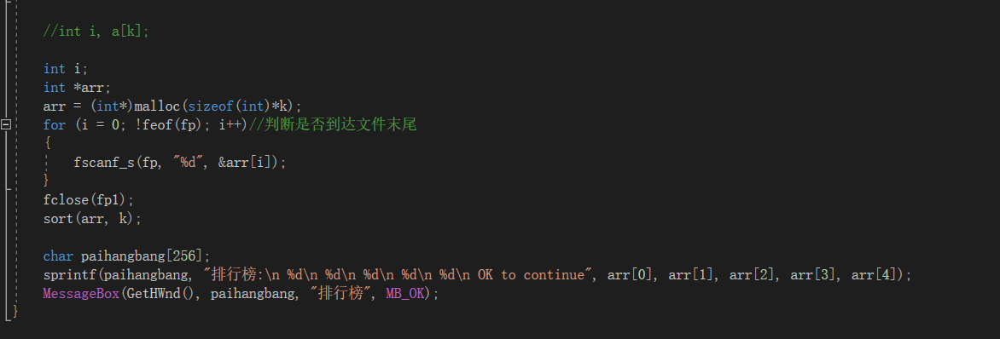 //int i, a[k];
int i;
int *arr;
arr = (int*)malloc(sizeof(int)*k);
for (i = 0; !feof(fp); i++)//判断是否到达文件末尾
{
fscanf_s(fp, "%d", &arr[i]);
}
fclose(fp1);
sort(arr, k);
char paihangbang[256];
sprintf(paihangbang, "排行榜:\n %d\n %d\n %d\n %d\n %d\n OK to continue", arr[0], arr[1], arr[2], arr[3], arr[4]);
MessageBox(GetHWnd(), paihangbang, "排行榜", MB_OK);
}